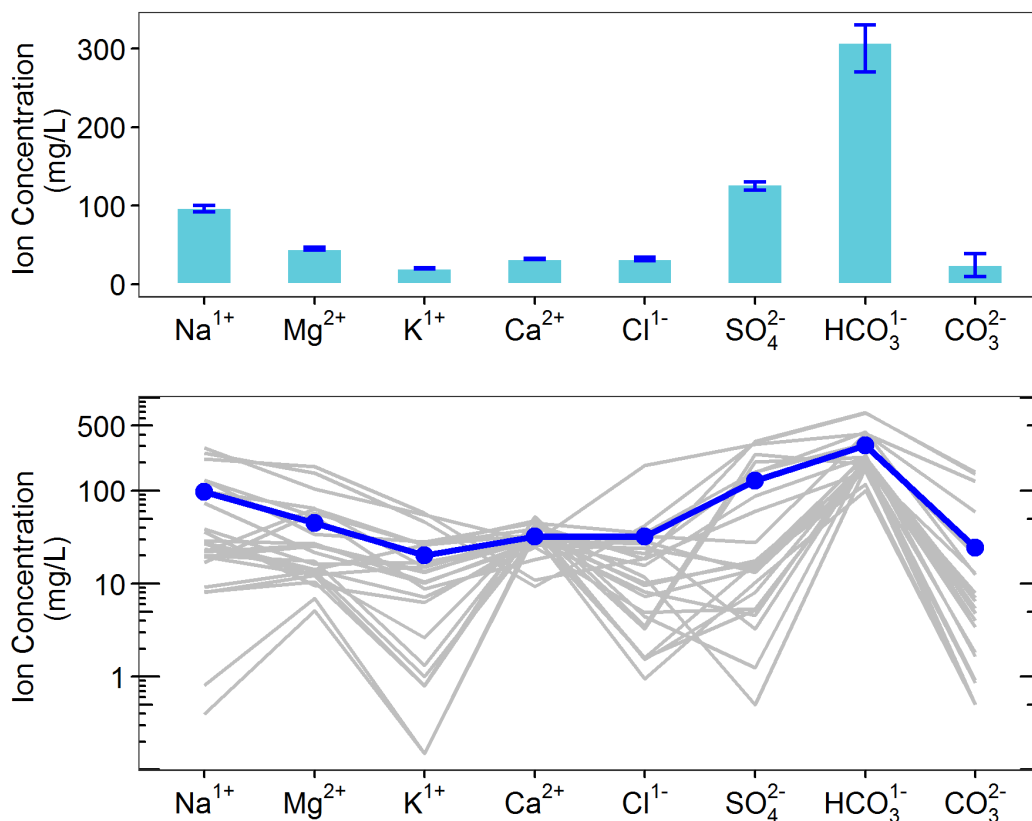 Ion Concentration
(mg/L)
300
200
100
0
Na¹⁺ Mg²⁺ K¹⁺ Ca²⁺ Cl¹⁻ SO₄²⁻ HCO₃¹⁻ CO₃²⁻
Ion Concentration
(mg/L)
500
100
10
1
Na¹⁺ Mg²⁺ K¹⁺ Ca²⁺ Cl¹⁻ SO₄²⁻ HCO₃¹⁻ CO₃²⁻